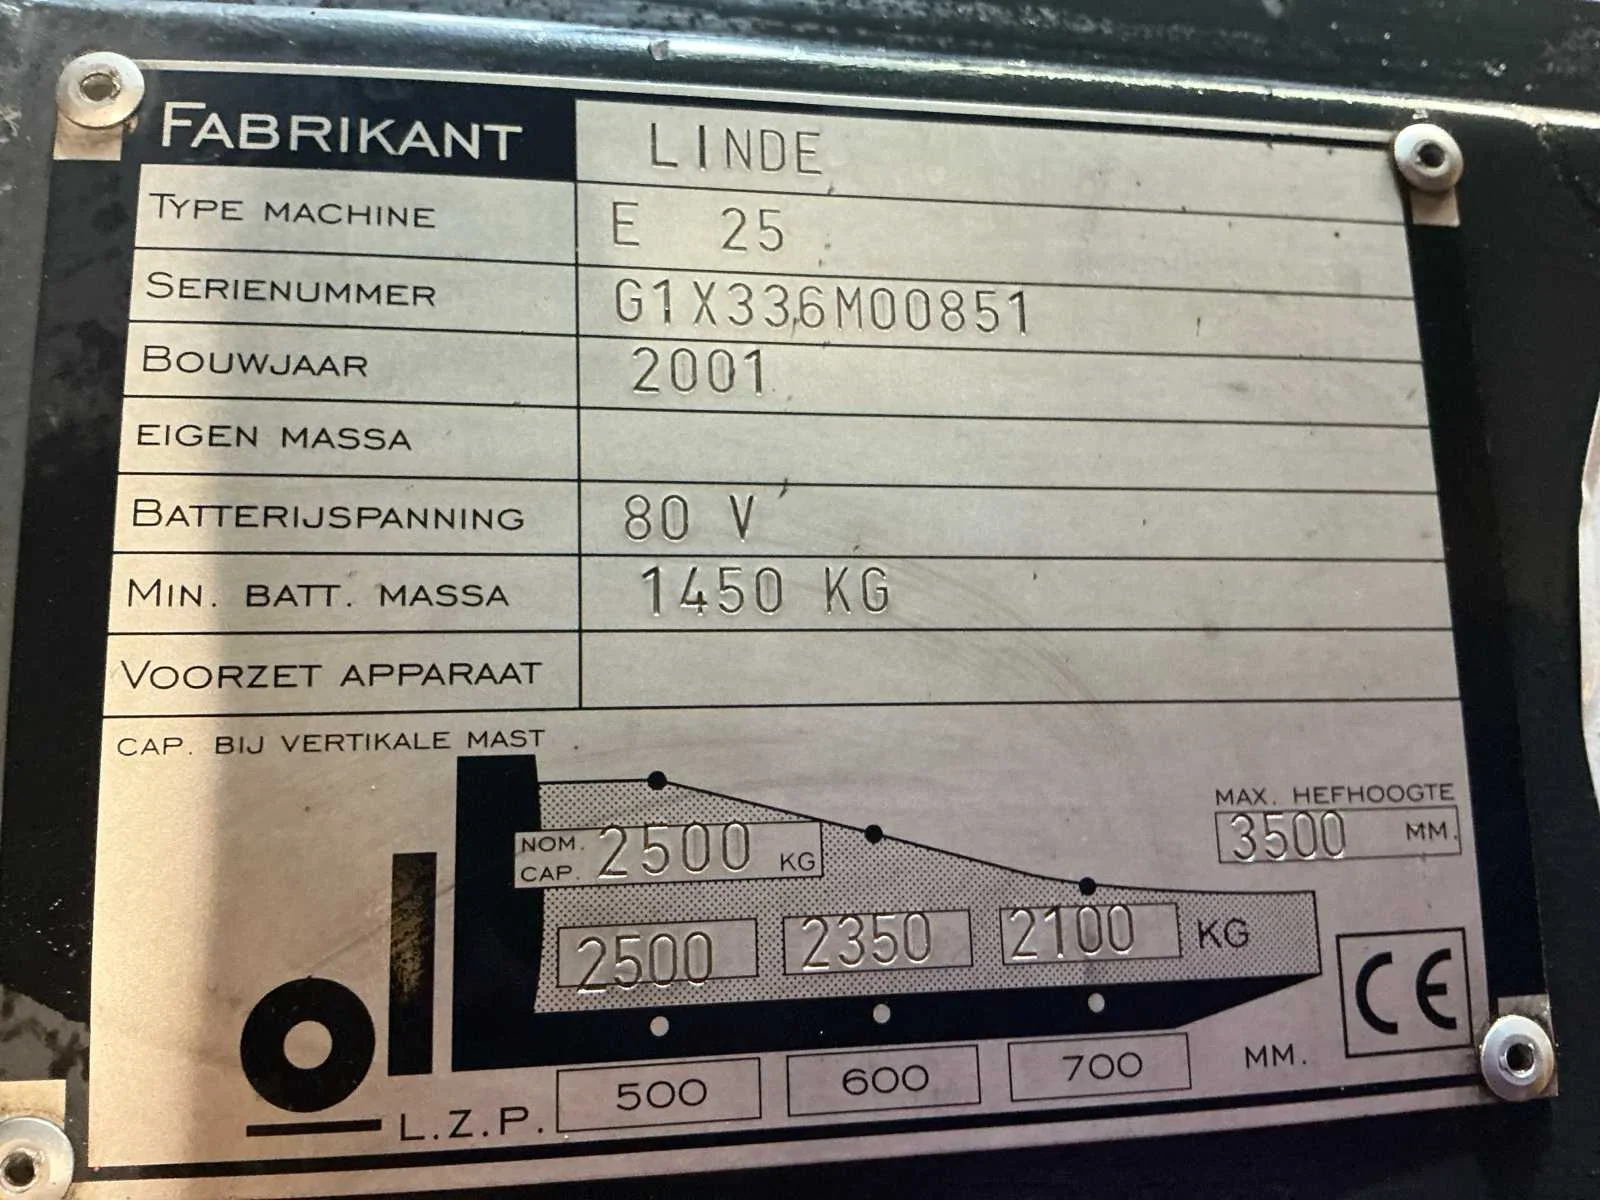 FABRIKANT LINDE
TYPE MACHINE E 25
SERIENUMMER G1X336M00851
BOUWJAAR 2001
EIGEN MASSA
BATTERIJSPANNING 80 V
MIN. BATT. MASSA 1450 KG
VOORZET APPARAAT
CAP. BIJ VERTIKALE MAST
MAX. HEFHOOGTE
3500 MM.
NOM. CAP. 2500 KG
2500 2350 2100 KG
CE
L.Z.P. 500 600 700 MM.